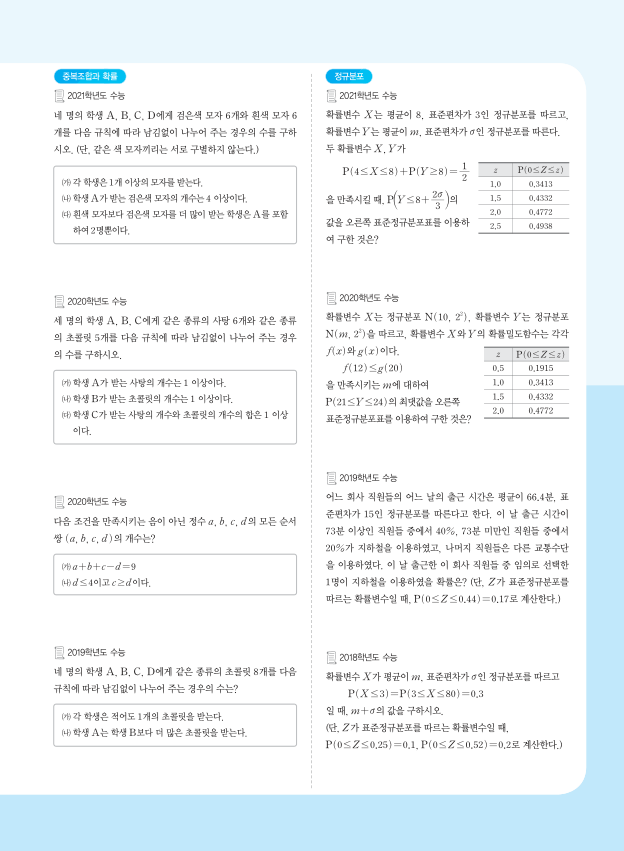 중복조합과 확률
2021학년도 수능
네 명의 학생 A, B, C, D에게 검은색 모자 6개와 흰색 모자 6
개를 다음 규칙에 따라 남김없이 나누어 주는 경우의 수를 구하
시오. (단, 같은 색 모자끼리는 서로 구별하지 않는다.)
㈎ 각 학생은 1개 이상의 모자를 받는다.
㈏ 학생 A가 받는 검은색 모자의 개수는 4 이상이다.
㈐ 흰색 모자보다 검은색 모자를 더 많이 받는 학생은 A를 포함
하여 2명뿐이다.
2020학년도 수능
세 명의 학생 A, B, C에게 같은 종류의 사탕 6개와 같은 종류
의 초콜릿 5개를 다음 규칙에 따라 남김없이 나누어 주는 경우
의 수를 구하시오.
㈎ 학생 A가 받는 사탕의 개수는 1 이상이다.
㈏ 학생 B가 받는 초콜릿의 개수는 1 이상이다.
㈐ 학생 C가 받는 사탕의 개수와 초콜릿의 개수의 합은 1 이상
이다.
2020학년도 수능
다음 조건을 만족시키는 음이 아닌 정수 a, b, c, d의 모든 순서
쌍 (a, b, c, d)의 개수는?
㈎ a+b+c-d=9
㈏ d≤4이고 c≥d이다.
2019학년도 수능
네 명의 학생 A, B, C, D에게 같은 종류의 초콜릿 8개를 다음
규칙에 따라 남김없이 나누어 주는 경우의 수는?
㈎ 각 학생은 적어도 1개의 초콜릿을 받는다.
㈏ 학생 A는 학생 B보다 더 많은 초콜릿을 받는다.
정규분포
2021학년도 수능
확률변수 X는 평균이 8, 표준편차가 3인 정규분포를 따르고,
확률변수 Y는 평균이 m, 표준편차가 σ인 정규분포를 따른다.
두 확률변수 X, Y가
P(4≤X≤8)+P(Y≥8)=1/2
을 만족시킬 때, P(Y≤8+2σ/3)의
값을 오른쪽 표준정규분포표를 이용하
여 구한 것은?
z P(0≤Z≤z)
1.0 0.3413
1.5 0.4332
2.0 0.4772
2.5 0.4938
2020학년도 수능
확률변수 X는 정규분포 N(10, 2²), 확률변수 Y는 정규분포
N(m, 2²)을 따르고, 확률변수 X와 Y의 확률밀도함수는 각각
f(x)와 g(x)이다.
f(12)≤g(20)
을 만족시키는 m에 대하여
P(21≤Y≤24)의 최댓값을 오른쪽
표준정규분포표를 이용하여 구한 것은?
z P(0≤Z≤z)
0.5 0.1915
1.0 0.3413
1.5 0.4332
2.0 0.4772
2019학년도 수능
어느 회사 직원들의 어느 날의 출근 시간은 평균이 66.4분, 표
준편차가 15인 정규분포를 따른다고 한다. 이 날 출근 시간이
73분 이상인 직원들 중에서 40%, 73분 미만인 직원들 중에서
20%가 지하철을 이용하였고, 나머지 직원들은 다른 교통수단
을 이용하였다. 이 날 출근한 이 회사 직원들 중 임의로 선택한
1명이 지하철을 이용하였을 확률은? (단, Z가 표준정규분포를
따르는 확률변수일 때, P(0≤Z≤0.44)=0.17로 계산한다.)
2018학년도 수능
확률변수 X가 평균이 m, 표준편차가 σ인 정규분포를 따르고
P(X≤3)=P(3≤X≤80)=0.3
일 때, m+σ의 값을 구하시오.
(단, Z가 표준정규분포를 따르는 확률변수일 때,
P(0≤Z≤0.25)=0.1, P(0≤Z≤0.52)=0.2로 계산한다.)